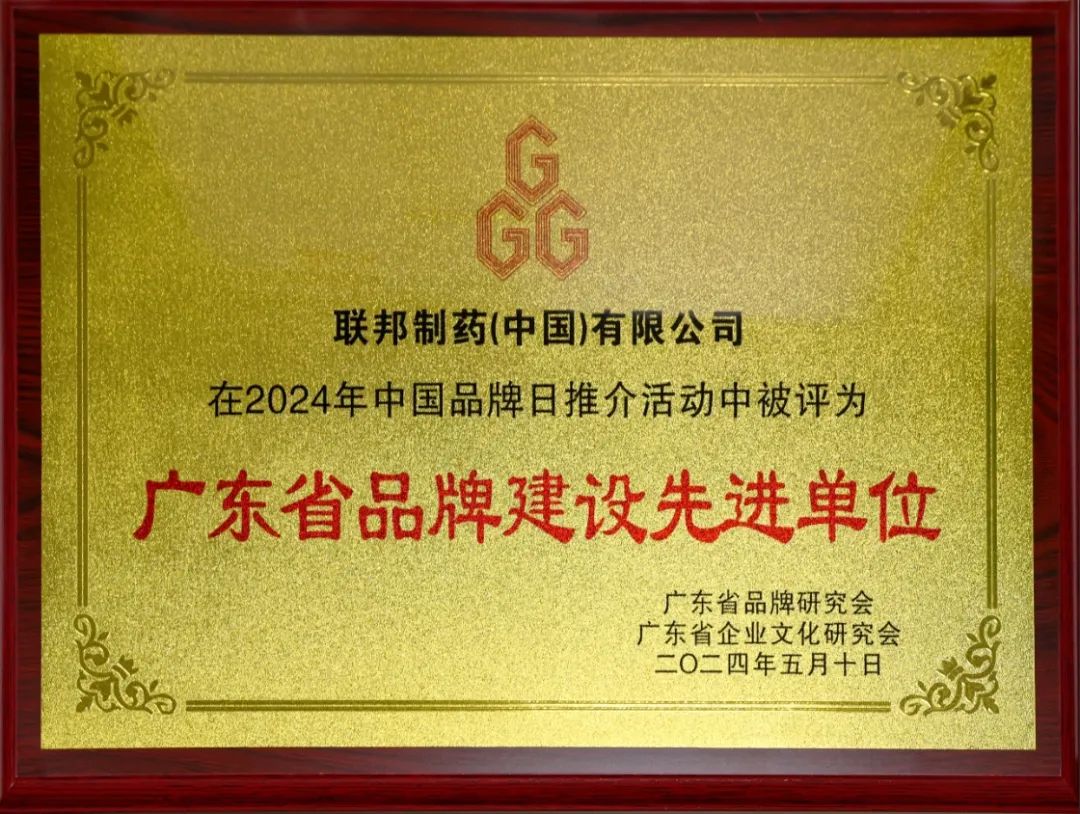 G
GG
联邦制药(中国)有限公司
在2024年中国品牌日推介活动中被评为
广东省品牌建设先进单位
广东省品牌研究会
广东省企业文化研究会
二〇二四年五月十日